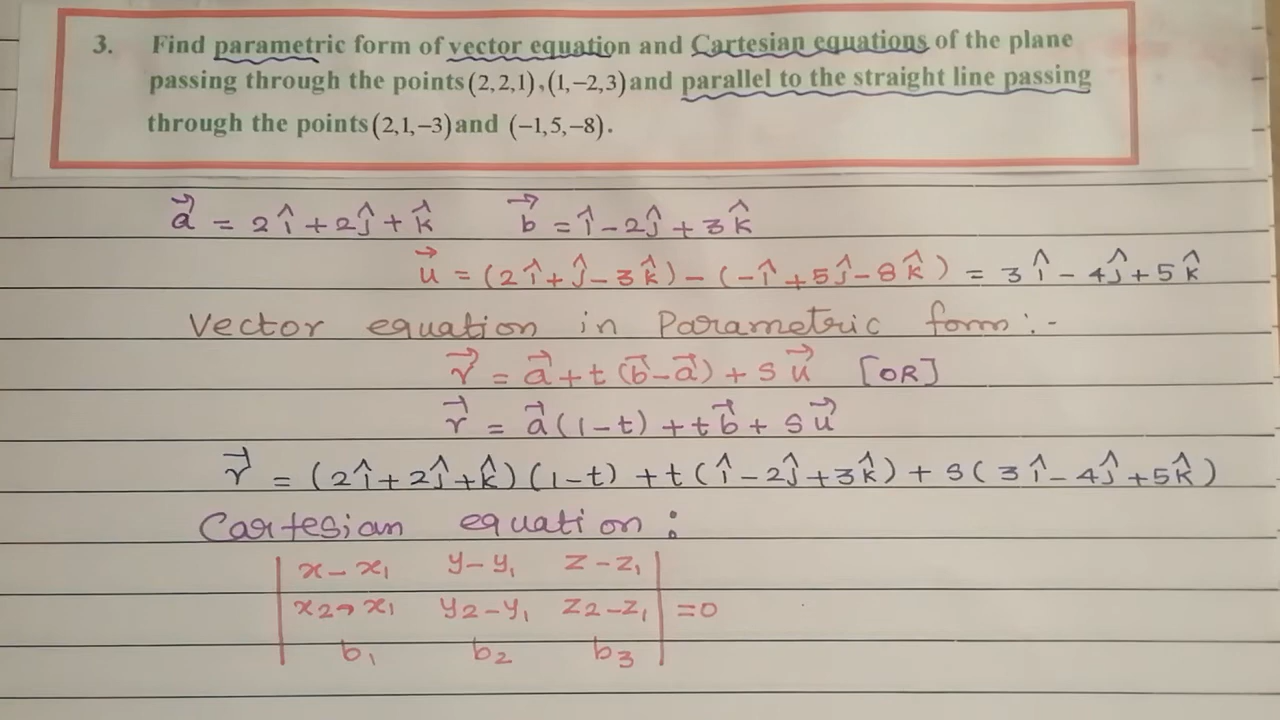 3. Find parametric form of vector equation and Cartesian equations of the plane
passing through the points (2,2,1), (1,−2,3) and parallel to the straight line passing
through the points (2,1,−3) and (−1,5,−8).
a⃗ = 2î + 2ĵ + k̂ b⃗ = î − 2ĵ + 3k̂
u⃗ = (2î + ĵ − 3k̂) − (−î + 5ĵ − 8k̂) = 3î − 4ĵ + 5k̂
Vector equation in Parametric form :-
r⃗ = a⃗ + t(b⃗ − a⃗) + s u⃗ [OR]
r⃗ = a⃗(1−t) + t b⃗ + s u⃗
r⃗ = (2î + 2ĵ + k̂)(1−t) + t(î − 2ĵ + 3k̂) + s(3î − 4ĵ + 5k̂)
Cartesian equation :
| x − x₁ y − y₁ z − z₁ |
| x₂ − x₁ y₂ − y₁ z₂ − z₁ | = 0
| b₁ b₂ b₃ |